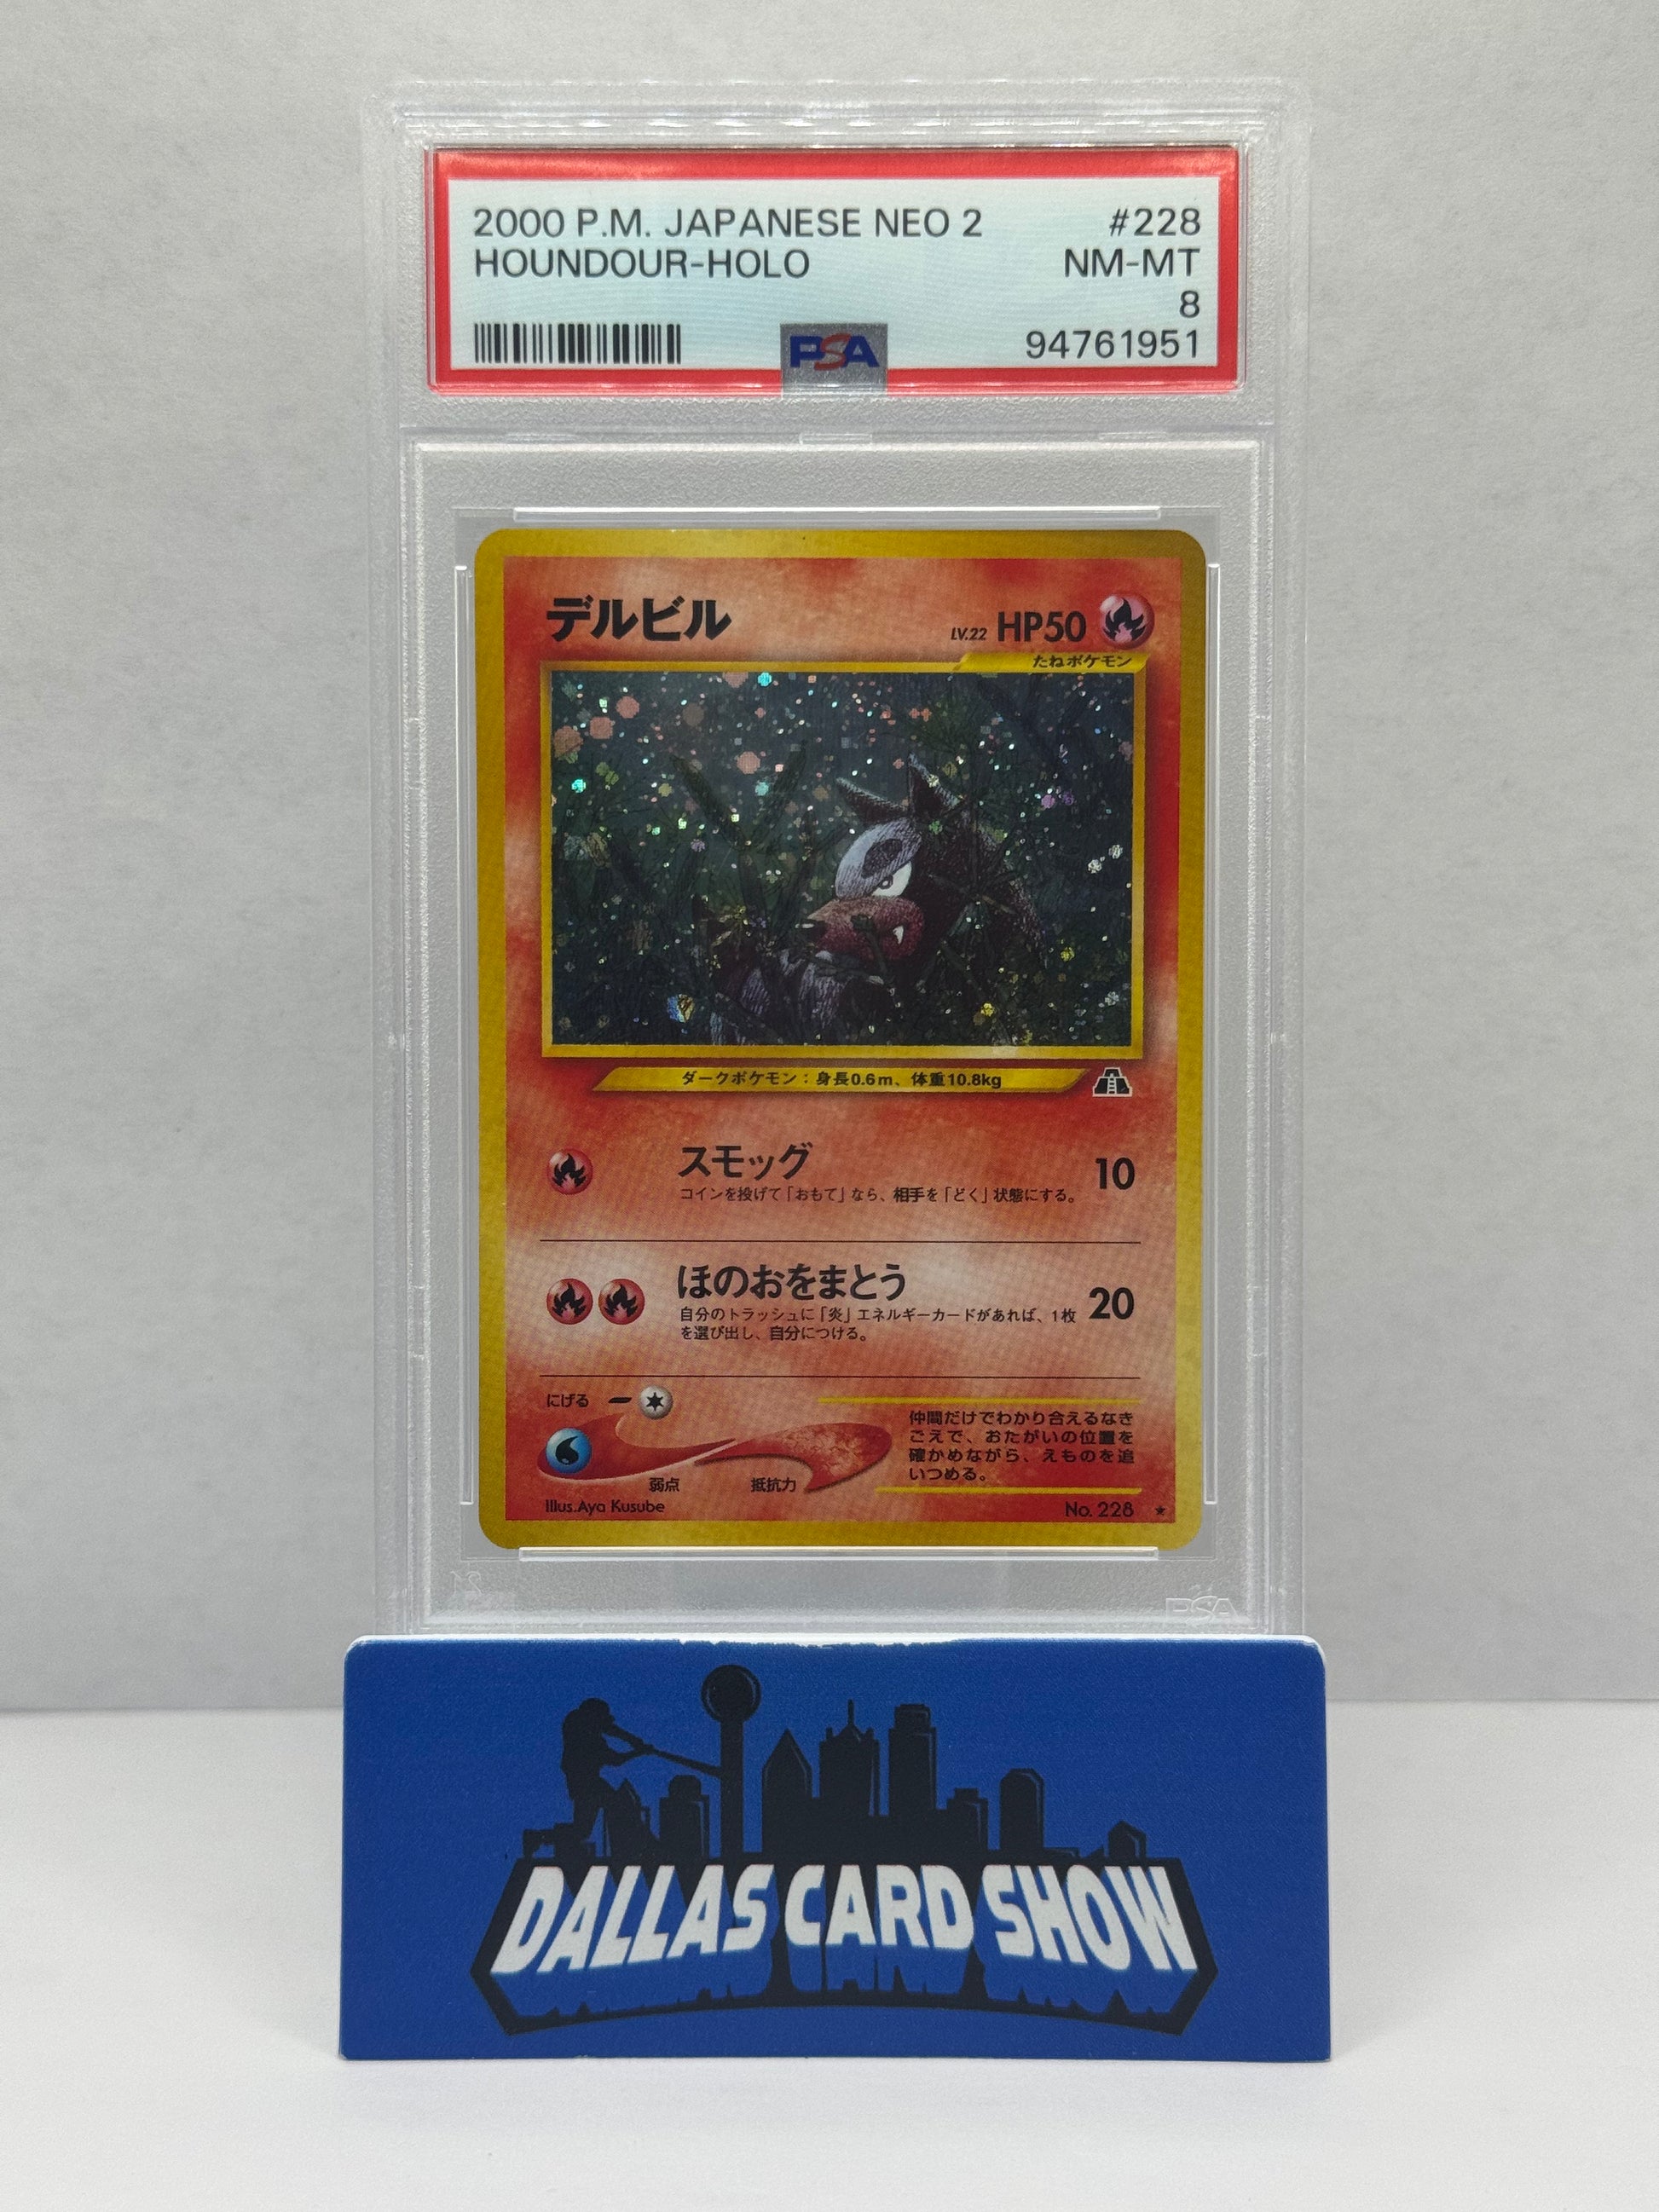 2000 P.M. JAPANESE NEO 2 #228
HOUNDOUR-HOLO NM-MT
8
PSA 94761951
デルビル LV.22 HP50
たねポケモン
ダークポケモン：身長0.6m、体重10.8kg
スモッグ 10
コインを投げて「おもて」なら、相手を「どく」状態にする。
ほのおをまとう 20
自分のトラッシュに「炎」エネルギーカードがあれば、1枚
を選び出し、自分につける。
にげる
弱点 抵抗力
仲間だけでわかり合えるなき
ごえで、おたがいの位置を
確かめながら、えものを追
いつめる。
Illus.Aya Kusube No. 228 ★
PSA
DALLAS CARD SHOW